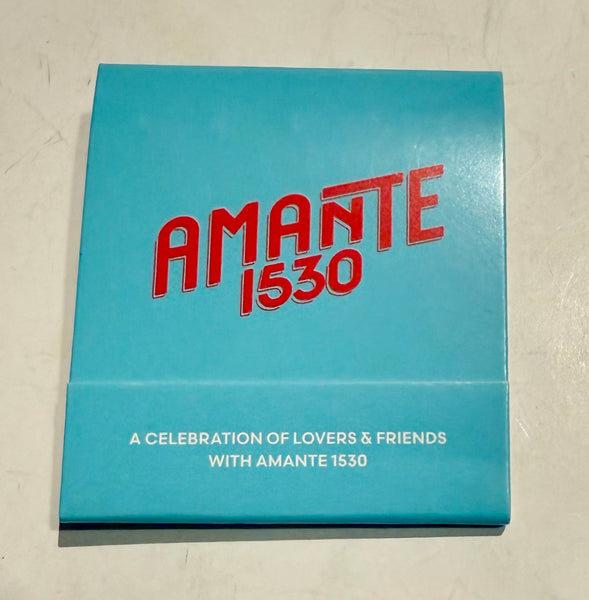 AMANTE
1530
A CELEBRATION OF LOVERS & FRIENDS
WITH AMANTE 1530